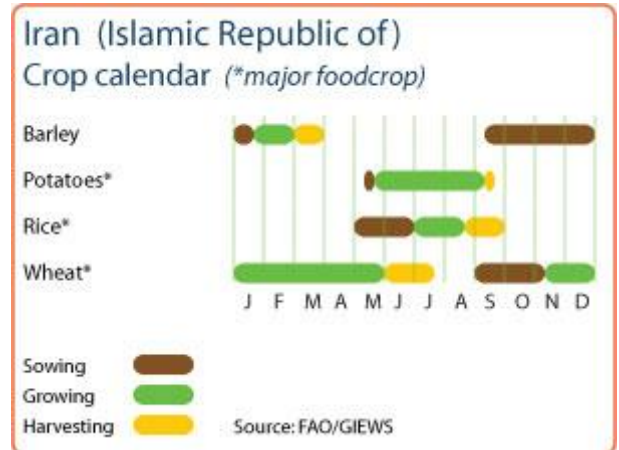 Iran (Islamic Republic of)
Crop calendar (*major foodcrop)
Barley
Potatoes*
Rice*
Wheat*
J F M A M J J A S O N D
Sowing
Growing
Harvesting
Source: FAO/GIEWS